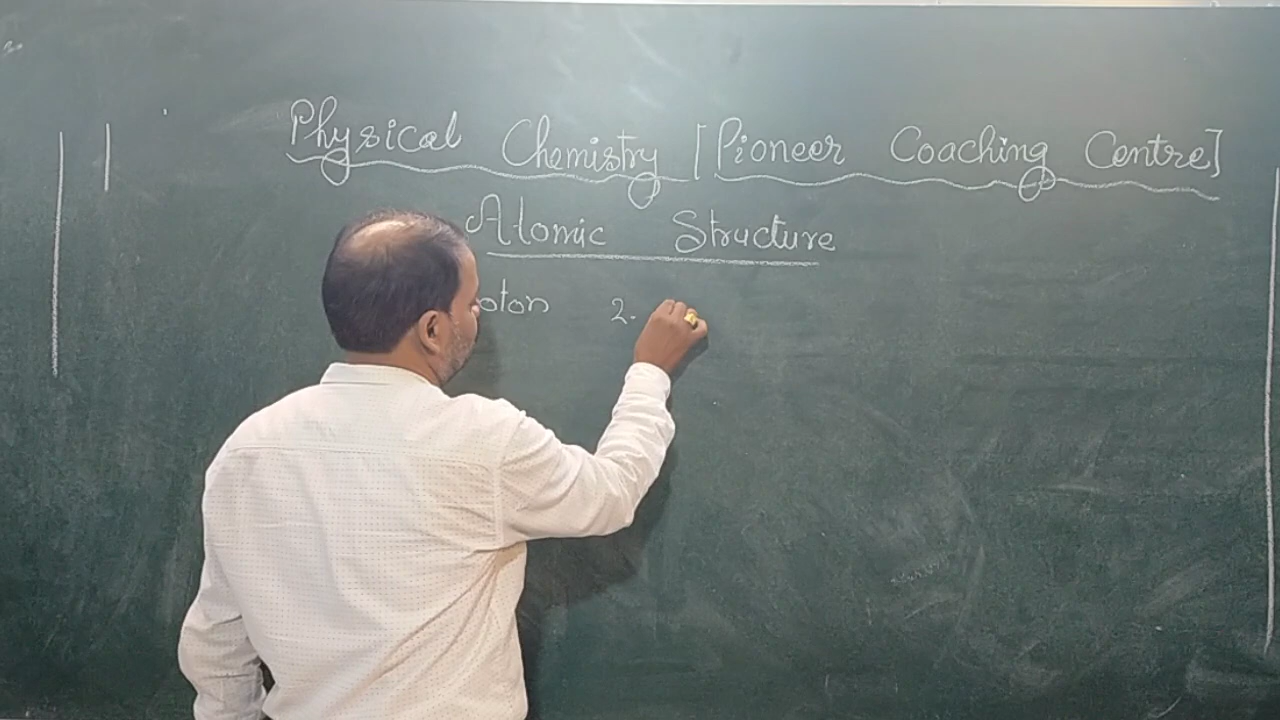 Physical Chemistry [Pioneer Coaching Centre]
Atomic Structure
oton 2.